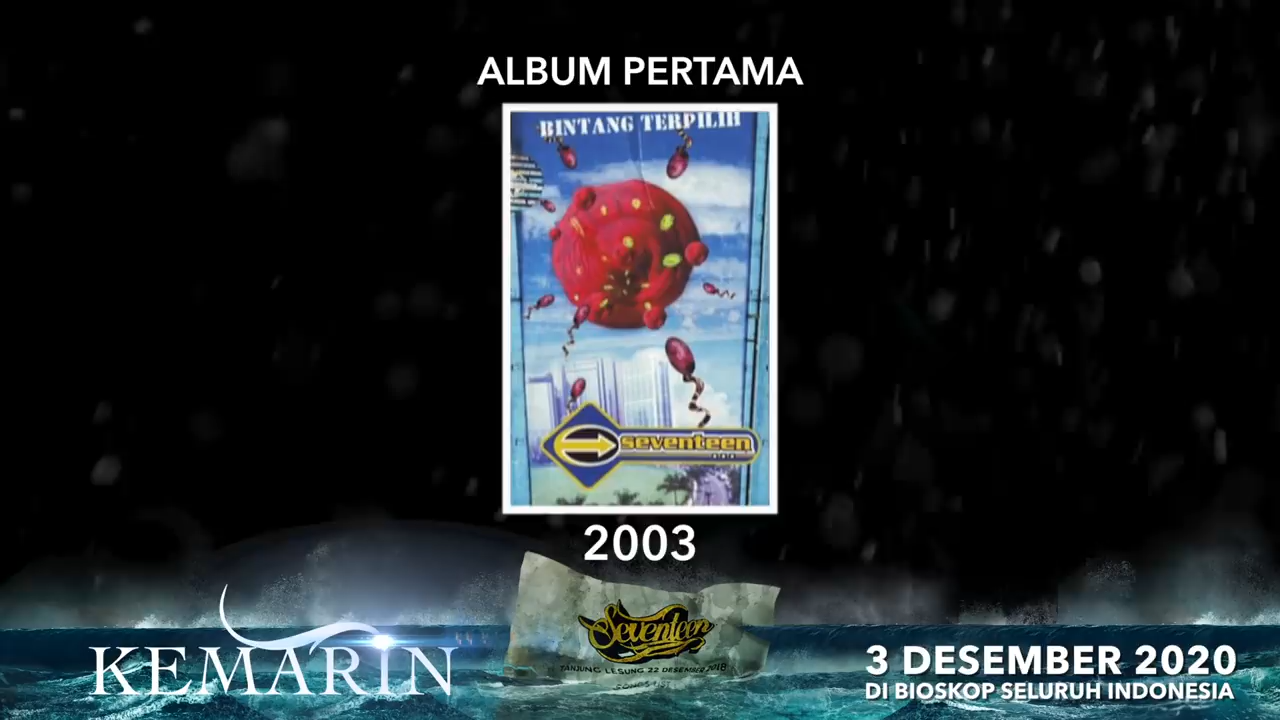 ALBUM PERTAMA
BINTANG TERPILIH
seventeen
2003
Seventeen
TANJUNG LESUNG 22 DESEMBER 2018
KEMARIN
3 DESEMBER 2020
DI BIOSKOP SELURUH INDONESIA